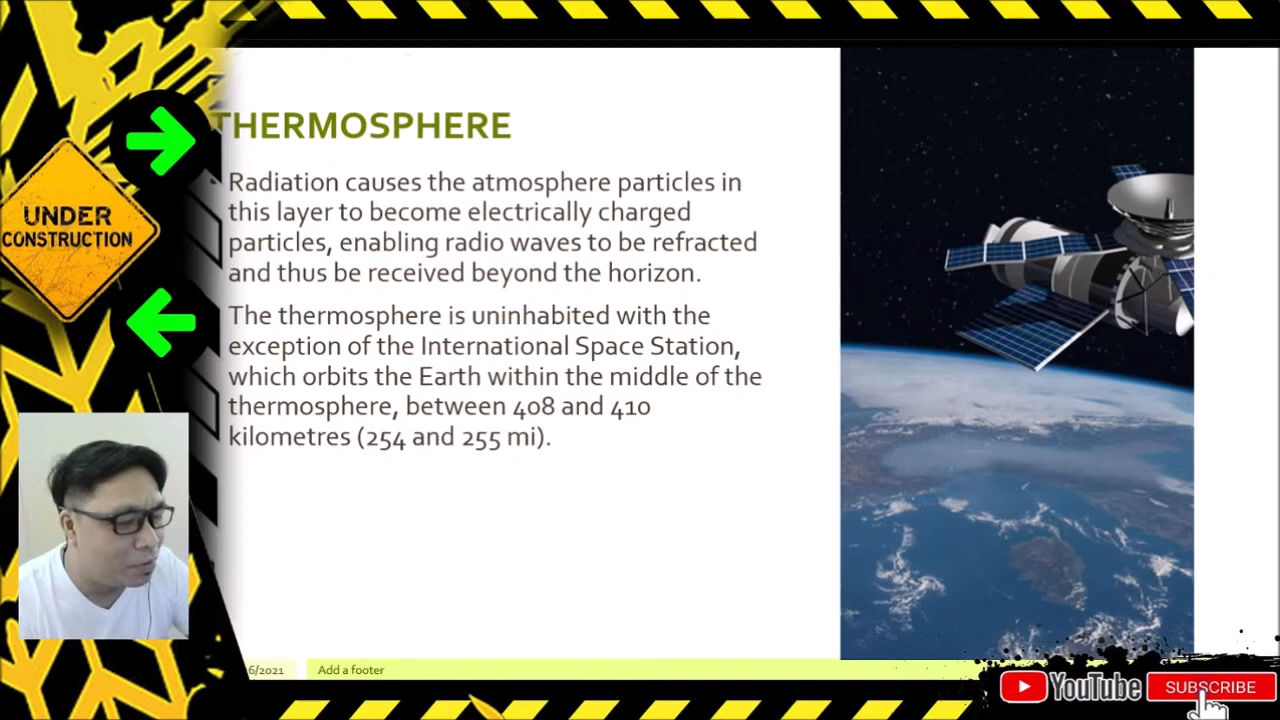 THERMOSPHERE
Radiation causes the atmosphere particles in
this layer to become electrically charged
particles, enabling radio waves to be refracted
and thus be received beyond the horizon.
The thermosphere is uninhabited with the
exception of the International Space Station,
which orbits the Earth within the middle of the
thermosphere, between 408 and 410
kilometres (254 and 255 mi).
UNDER
CONSTRUCTION
6/2021
Add a footer
YouTube
SUBSCRIBE